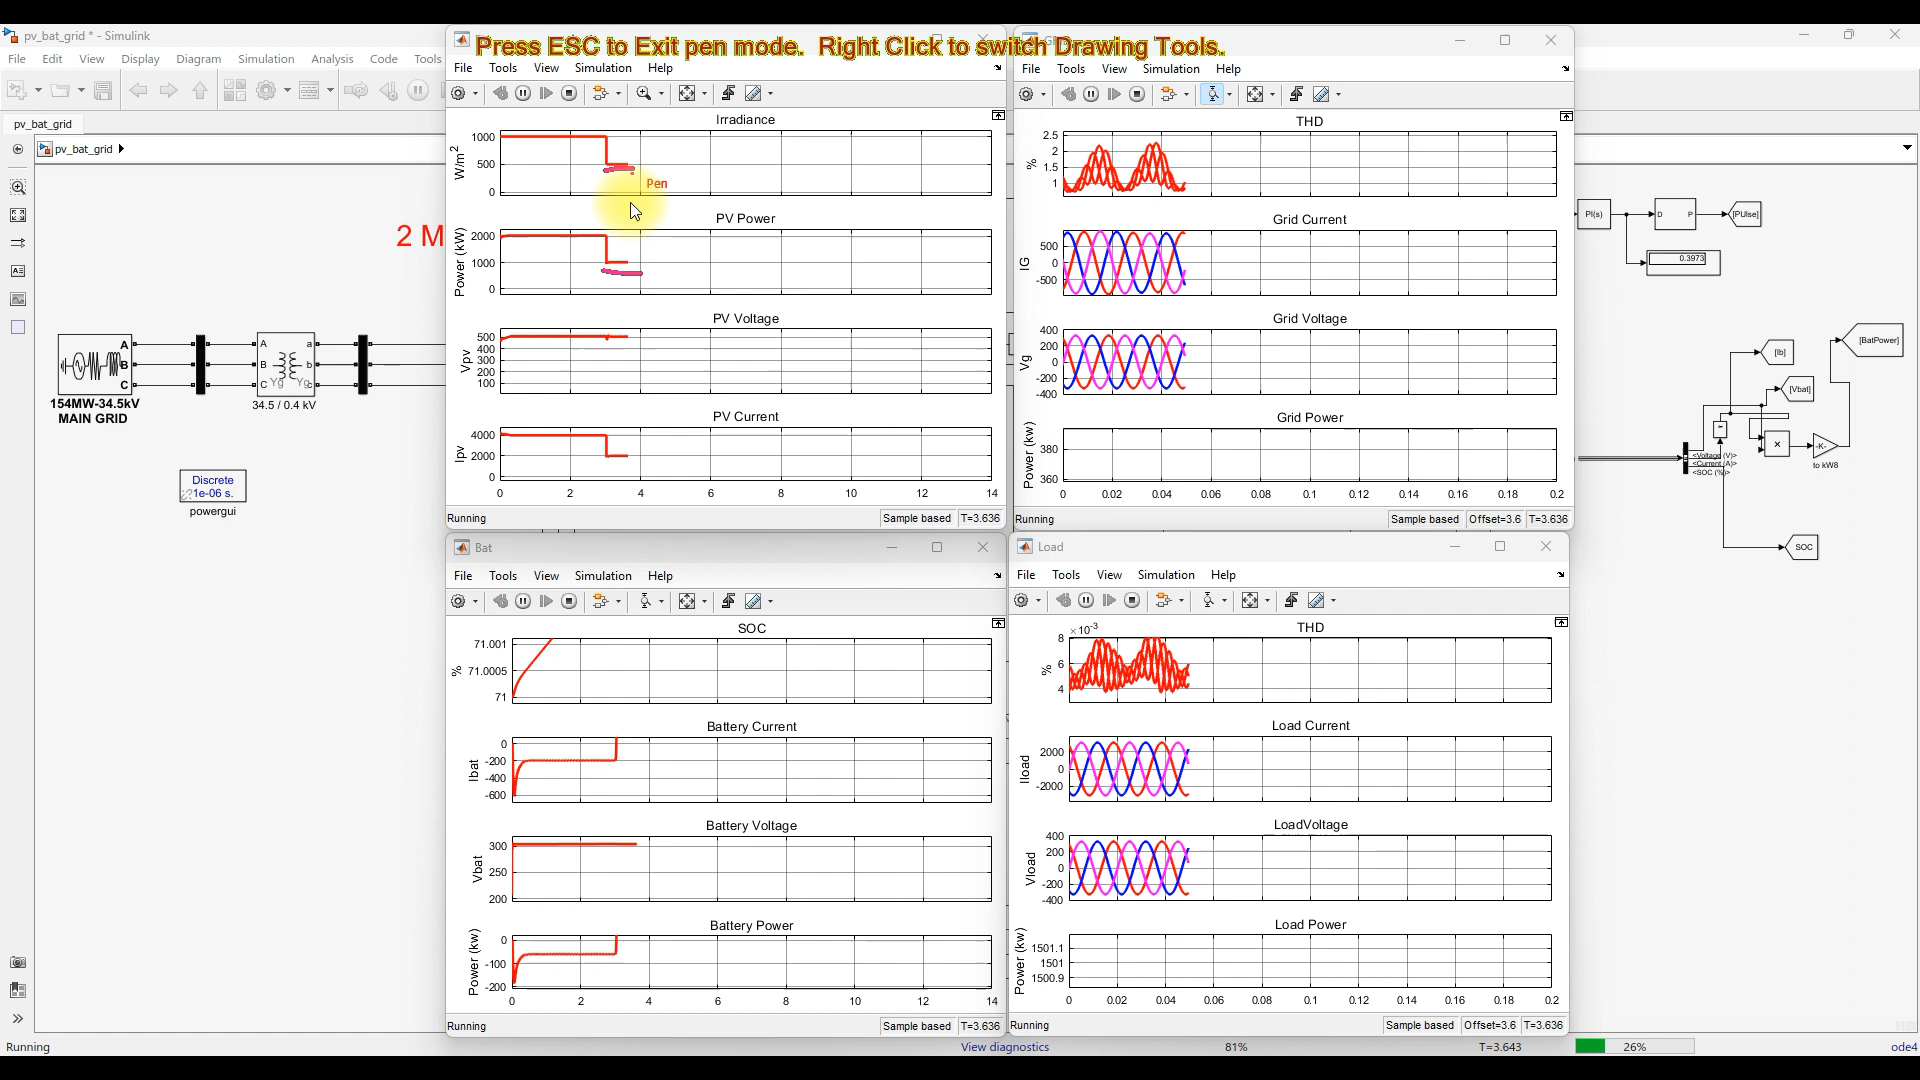 pv_bat_grid * - Simulink
Press ESC to Exit pen mode. Right Click to switch Drawing Tools.
File Edit View Display Diagram Simulation Analysis Code Tools
File Tools View Simulation Help
File Tools View Simulation Help
pv_bat_grid
pv_bat_grid
2 M
A
B
C
A
B
C
a
b
c
Yg
Yg
154MW-34.5kV
MAIN GRID
34.5 / 0.4 kV
Discrete
1e-06 s.
powergui
Irradiance
W/m2
1000
500
0
Pen
PV Power
Power (kW)
2000
1000
0
PV Voltage
Vpv
500
400
300
200
100
PV Current
Ipv
4000
2000
0
0 2 4 6 8 10 12 14
Running Sample based T=3.636
THD
%
2.5
2
1.5
1
Grid Current
IG
500
0
-500
Grid Voltage
Vg
400
200
0
-200
-400
Grid Power
Power (kw)
380
360
0 0.02 0.04 0.06 0.08 0.1 0.12 0.14 0.16 0.18 0.2
Running Sample based Offset=3.6 T=3.636
PI(s)
D P
[PUlse]
0.3973
[BatPower]
[Ib]
[Vbat]
-K-
to kW8
<Voltage (V)>
<Current (A)>
<SOC (%)>
SOC
Bat
File Tools View Simulation Help
SOC
%
71.001
71.0005
71
Battery Current
Ibat
0
-200
-400
-600
Battery Voltage
Vbat
300
250
200
Battery Power
Power (kw)
0
-100
-200
0 2 4 6 8 10 12 14
Running Sample based T=3.636
Load
File Tools View Simulation Help
THD
×10-3
%
8
6
4
Load Current
Iload
2000
0
-2000
LoadVoltage
Vload
400
200
0
-200
-400
Load Power
Power (kw)
1501.1
1501
1500.9
0 0.02 0.04 0.06 0.08 0.1 0.12 0.14 0.16 0.18 0.2
Running Sample based Offset=3.6 T=3.636
Running View diagnostics 81% T=3.643 26% ode4